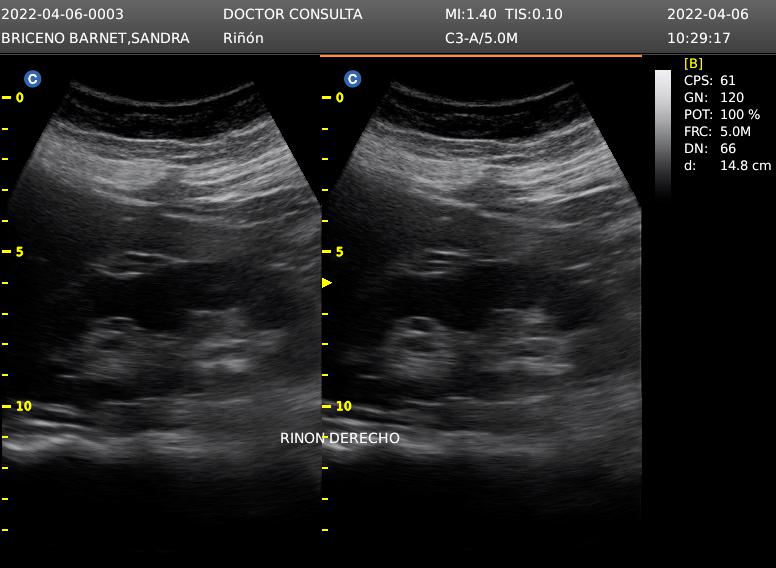 2022-04-06-0003 DOCTOR CONSULTA MI:1.40 TIS:0.10 2022-04-06
BRICENO BARNET,SANDRA Riñón C3-A/5.0M 10:29:17
[B]
CPS: 61
GN: 120
POT: 100 %
FRC: 5.0M
DN: 66
d: 14.8 cm
C C
0 0
5 5
10 10
RINON DERECHO